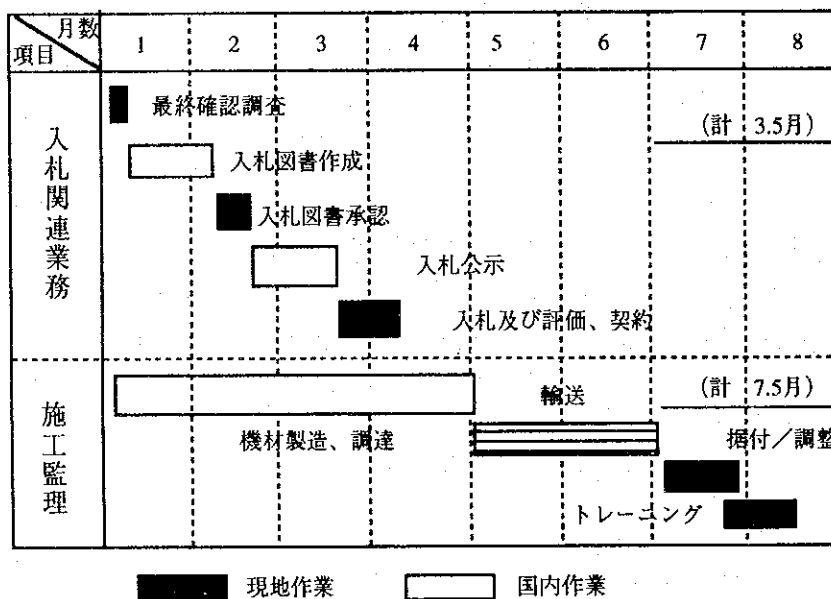 月数
項目
1 2 3 4 5 6 7 8
入札関連業務
最終確認調査
(計 3.5月)
入札図書作成
入札図書承認
入札公示
入札及び評価、契約
施工監理
輸送
(計 7.5月)
機材製造、調達
据付／調整
トレーニング
現地作業
国内作業